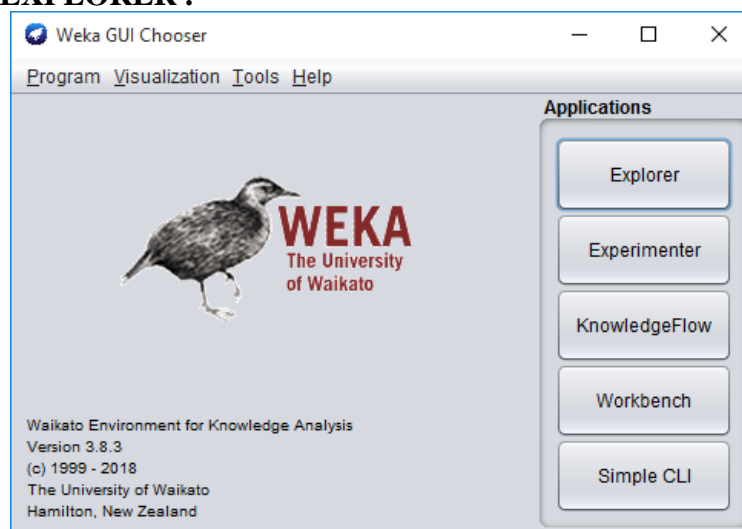 EXPLORER :
Weka GUI Chooser
Program Visualization Tools Help
Applications
Explorer
WEKA
The University
of Waikato
Experimenter
KnowledgeFlow
Workbench
Simple CLI
Waikato Environment for Knowledge Analysis
Version 3.8.3
(c) 1999 - 2018
The University of Waikato
Hamilton, New Zealand